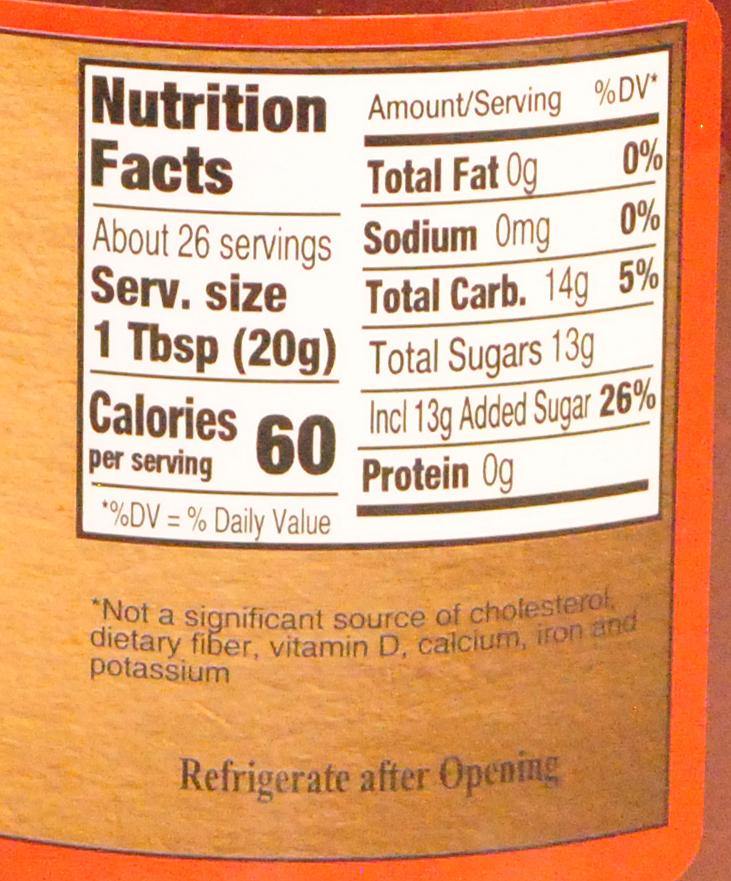 Nutrition
Facts
About 26 servings
Serv. size
1 Tbsp (20g)
Calories 60
per serving
*%DV = % Daily Value
Amount/Serving %DV*
Total Fat 0g 0%
Sodium 0mg 0%
Total Carb. 14g 5%
Total Sugars 13g
Incl 13g Added Sugar 26%
Protein 0g
*Not a significant source of cholesterol,
dietary fiber, vitamin D, calcium, iron and
potassium
Refrigerate after Opening